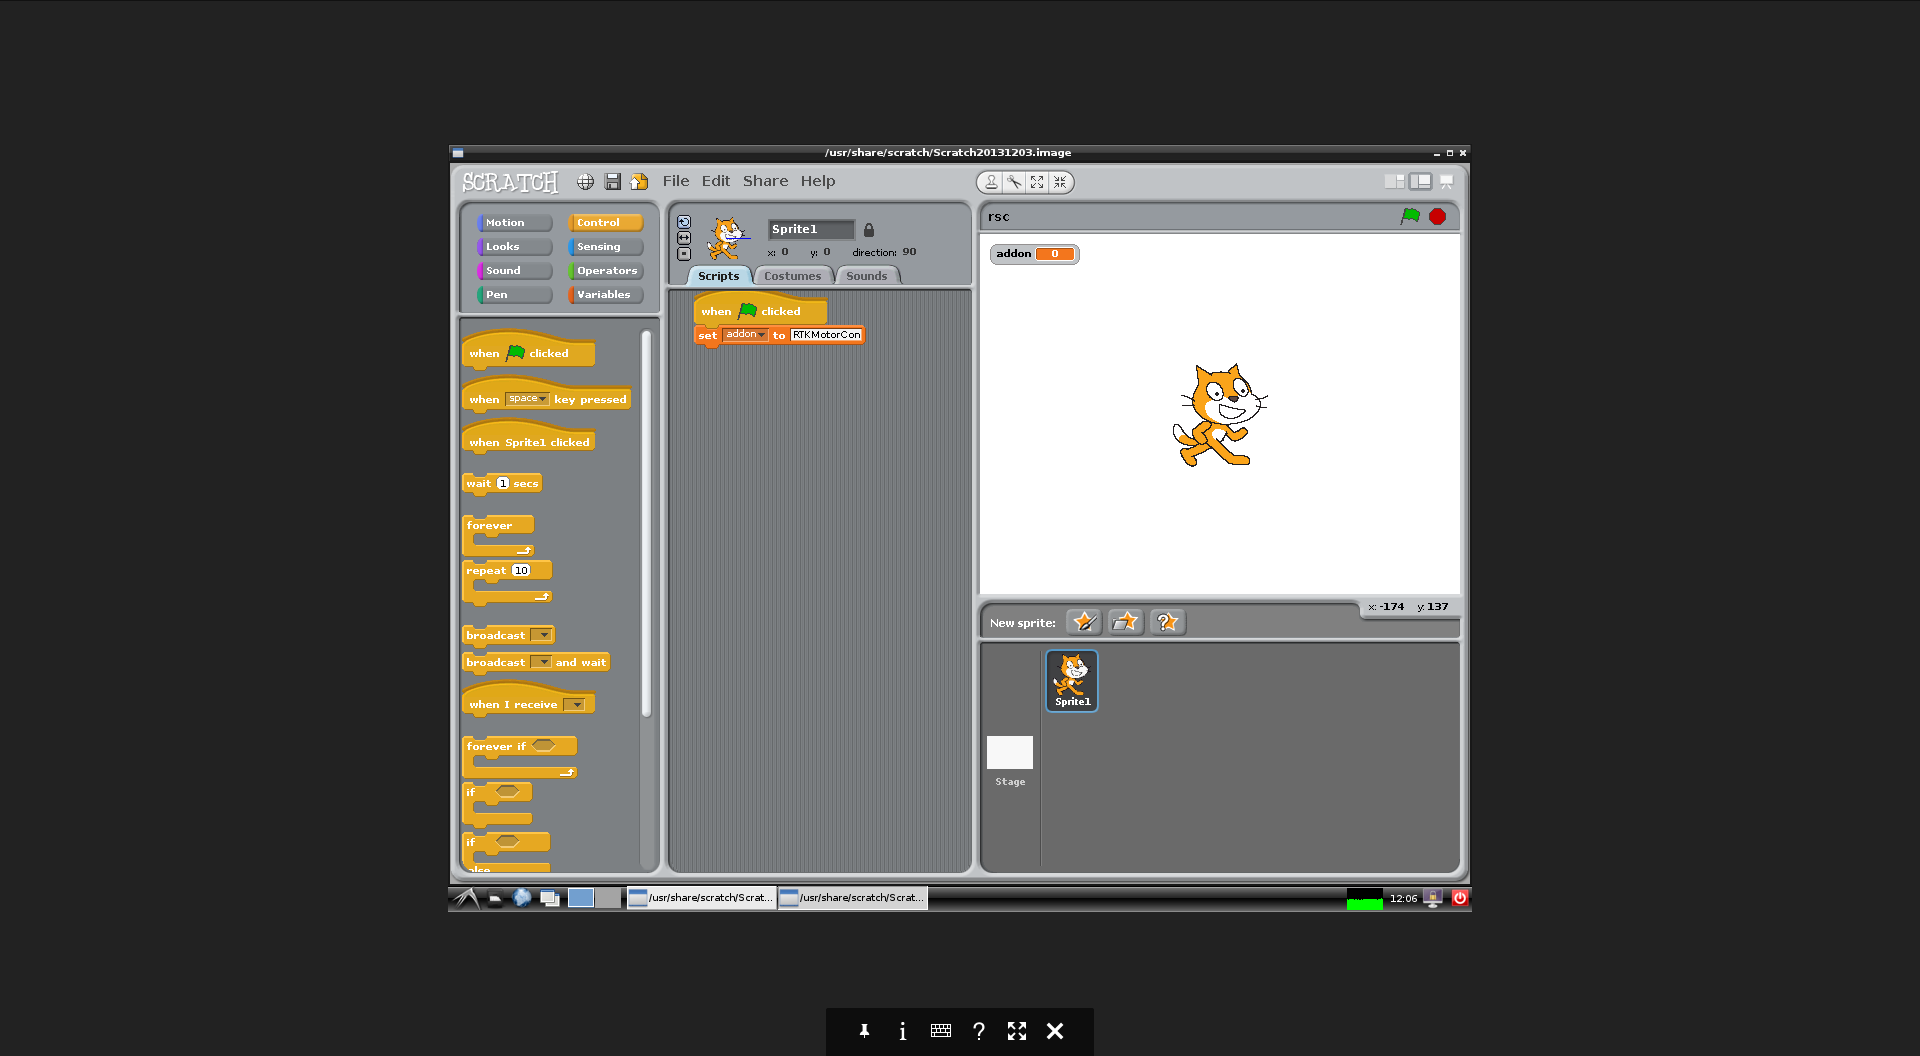 /usr/share/scratch/Scratch20131203.image
SCRATCH
File Edit Share Help
Motion Control
Looks Sensing
Sound Operators
Pen Variables
when clicked
when space key pressed
when Sprite1 clicked
wait 1 secs
forever
repeat 10
broadcast
broadcast and wait
when I receive
forever if
if
if
else
Sprite1
x: 0 y: 0 direction: 90
Scripts Costumes Sounds
when clicked
set addon to RTKMotorCon
rsc
addon 0
x: -174 y: 137
New sprite:
Sprite1
Stage
/usr/share/scratch/Scrat...
/usr/share/scratch/Scrat...
12:06